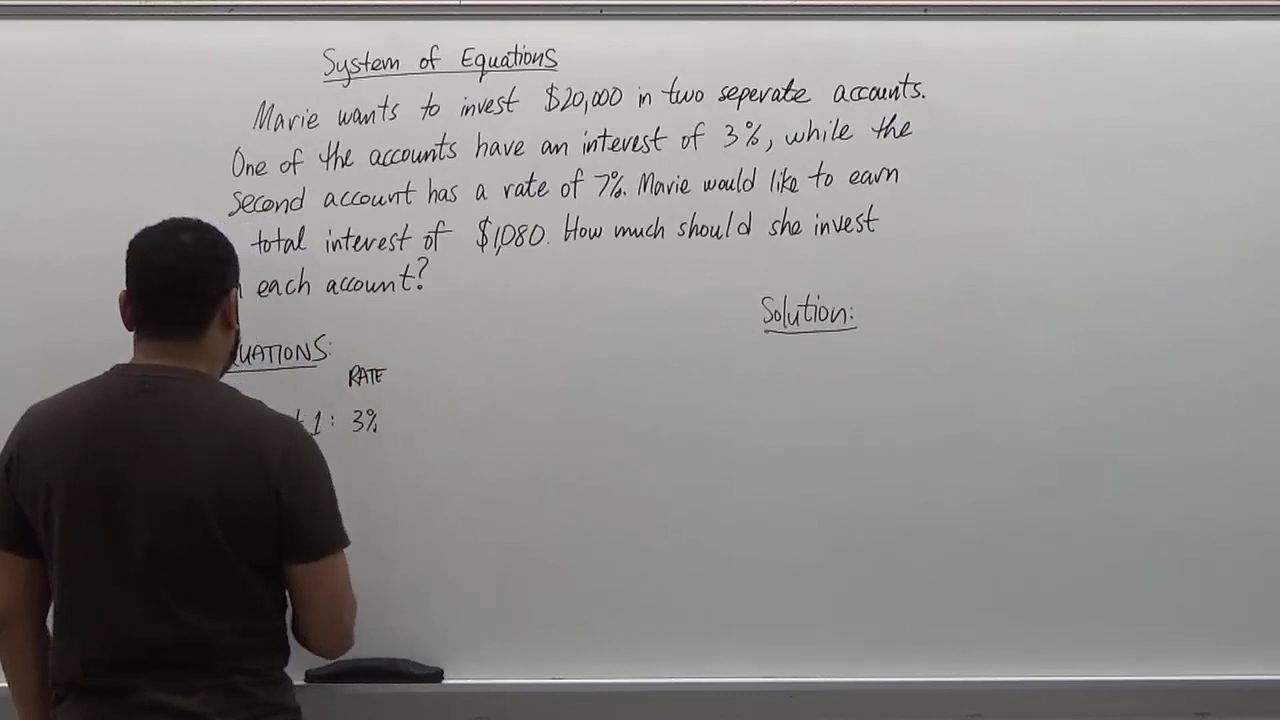 System of Equations
Marie wants to invest $20,000 in two seperate accounts.
One of the accounts have an interest of 3%, while the
second account has a rate of 7%. Marie would like to earn
total interest of $1,080. How much should she invest
each account?
Solution:
UATIONS:
RATE
1: 3%